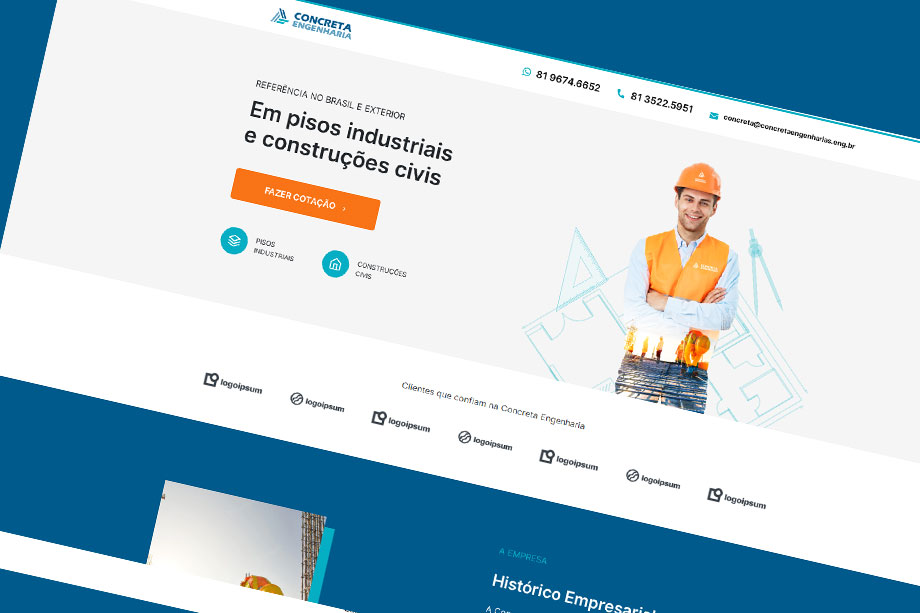 CONCRETA
ENGENHARIA
81 9674.6652
81 3522.5951
concreta@concretaengenharias.eng.br
REFERÊNCIA NO BRASIL E EXTERIOR
Em pisos industriais
e construções civis
FAZER COTAÇÃO ›
PISOS
INDUSTRIAIS
CONSTRUÇÕES
CIVIS
Clientes que confiam na Concreta Engenharia
logoipsum
logoipsum
logoipsum
logoipsum
logoipsum
logoipsum
logoipsum
A EMPRESA
Histórico Empresarial